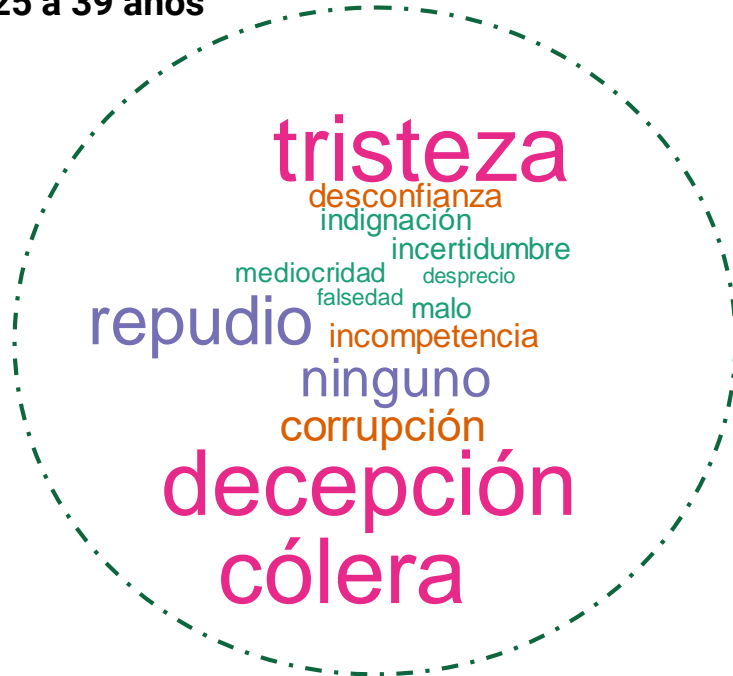 25 a 39 años
tristeza
desconfianza
indignación
incertidumbre
mediocridad
desprecio
falsedad
malo
repudio
incompetencia
ninguno
corrupción
decepción
cólera